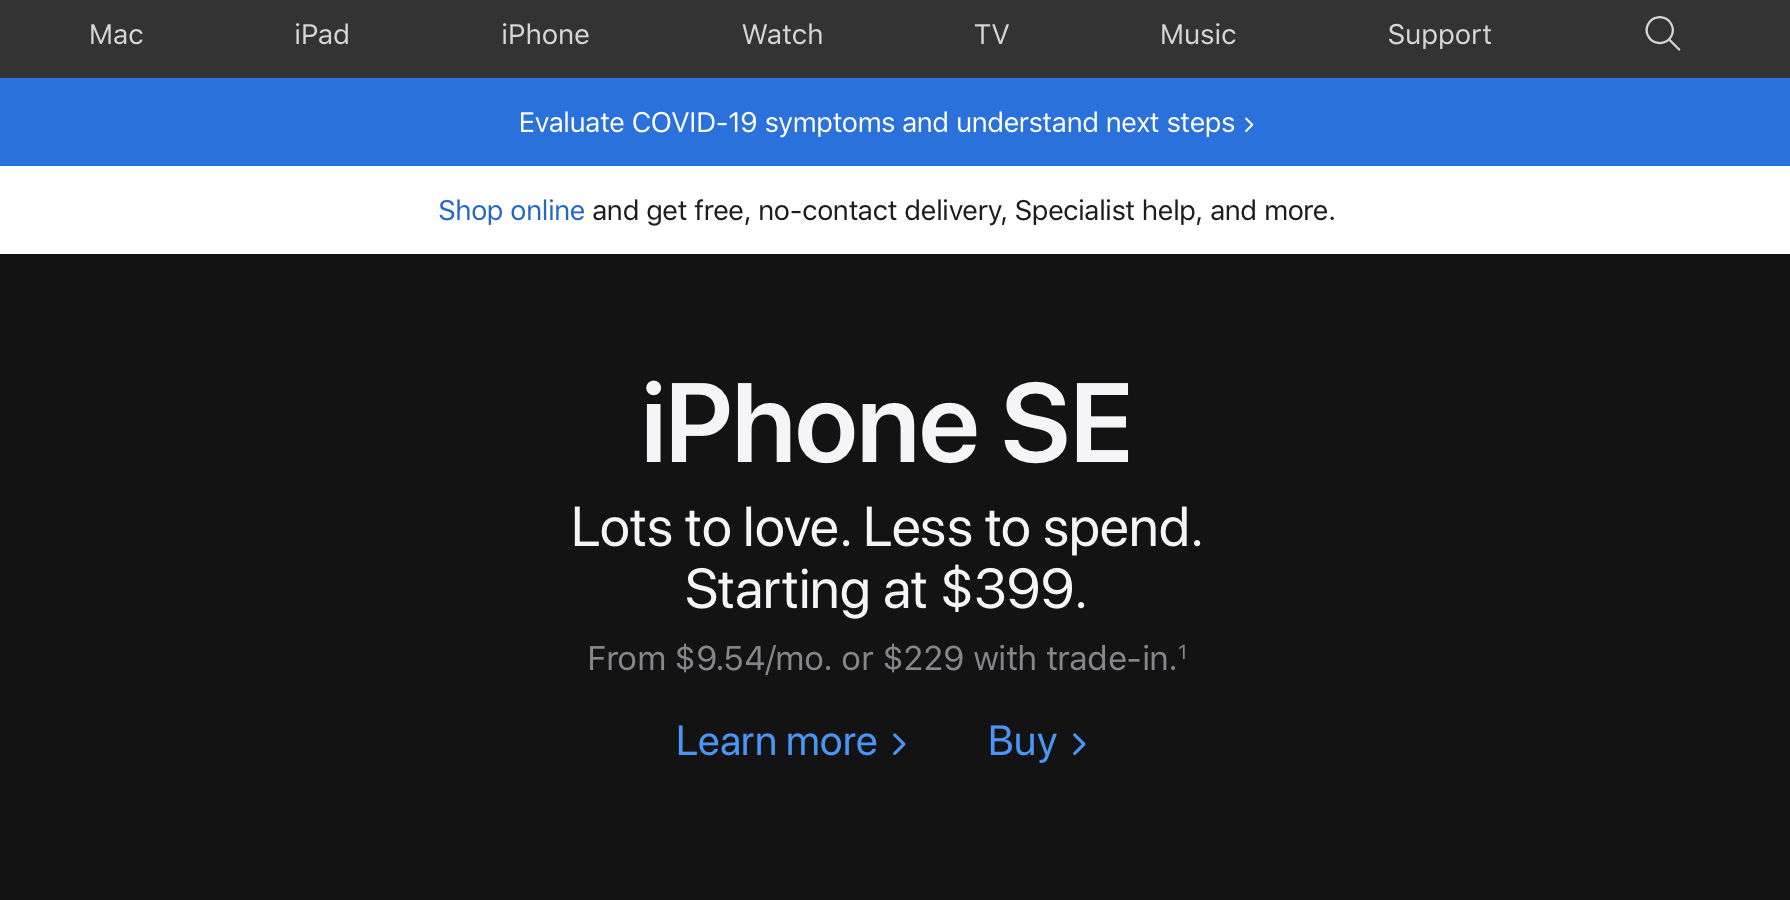 Mac iPad iPhone Watch TV Music Support
Evaluate COVID-19 symptoms and understand next steps >
Shop online and get free, no-contact delivery, Specialist help, and more.
iPhone SE
Lots to love. Less to spend.
Starting at $399.
From $9.54/mo. or $229 with trade-in.¹
Learn more > Buy >